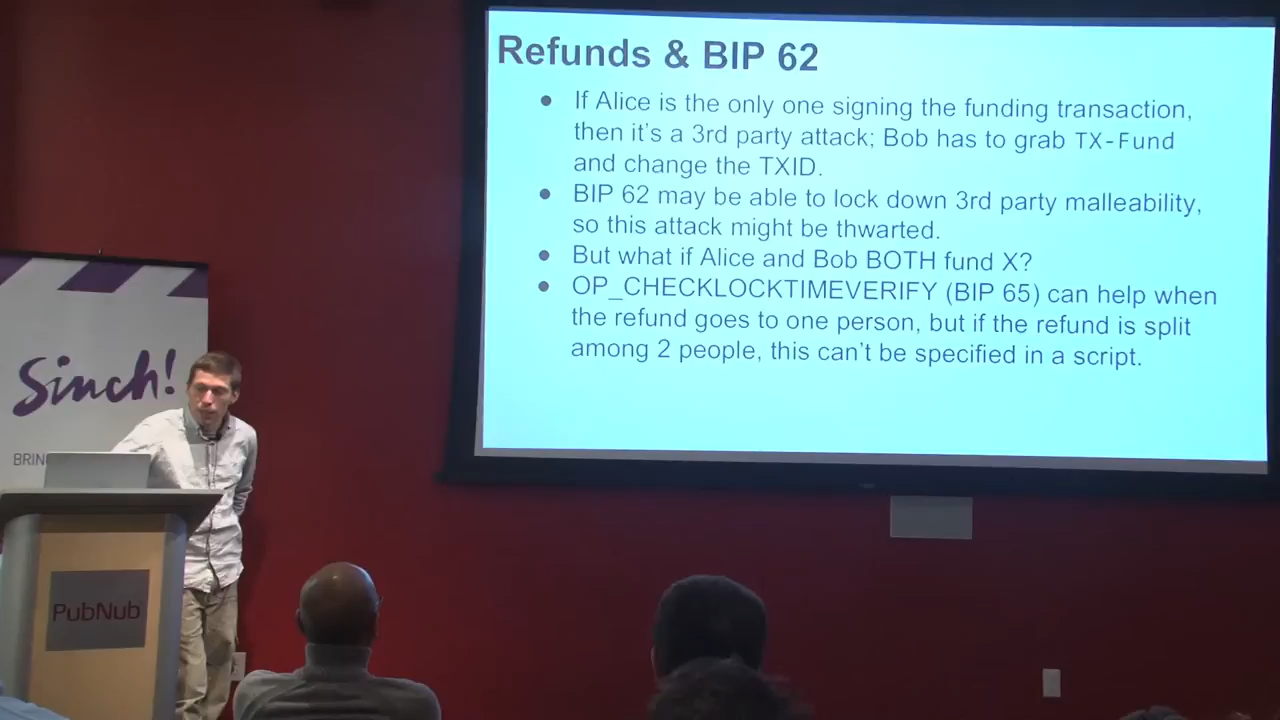 Refunds & BIP 62
● If Alice is the only one signing the funding transaction,
then it's a 3rd party attack; Bob has to grab TX-Fund
and change the TXID.
● BIP 62 may be able to lock down 3rd party malleability,
so this attack might be thwarted.
● But what if Alice and Bob BOTH fund X?
● OP_CHECKLOCKTIMEVERIFY (BIP 65) can help when
the refund goes to one person, but if the refund is split
among 2 people, this can't be specified in a script.
Sinch!
BRIN
PubNub